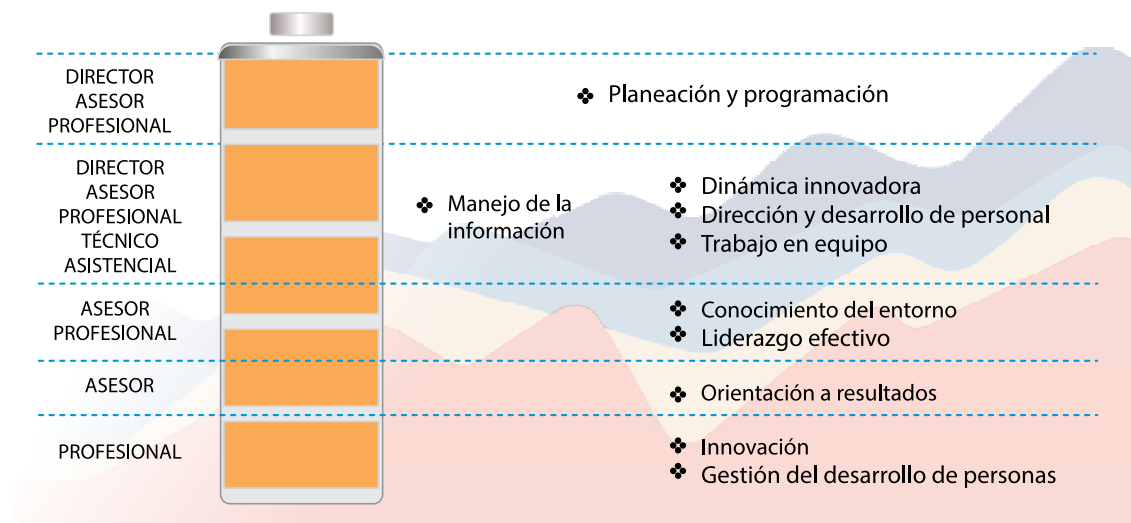 DIRECTOR
ASESOR
PROFESIONAL
❖ Planeación y programación
DIRECTOR
ASESOR
PROFESIONAL
TÉCNICO
ASISTENCIAL
❖ Manejo de la
información
❖ Dinámica innovadora
❖ Dirección y desarrollo de personal
❖ Trabajo en equipo
ASESOR
PROFESIONAL
❖ Conocimiento del entorno
❖ Liderazgo efectivo
ASESOR
❖ Orientación a resultados
PROFESIONAL
❖ Innovación
❖ Gestión del desarrollo de personas